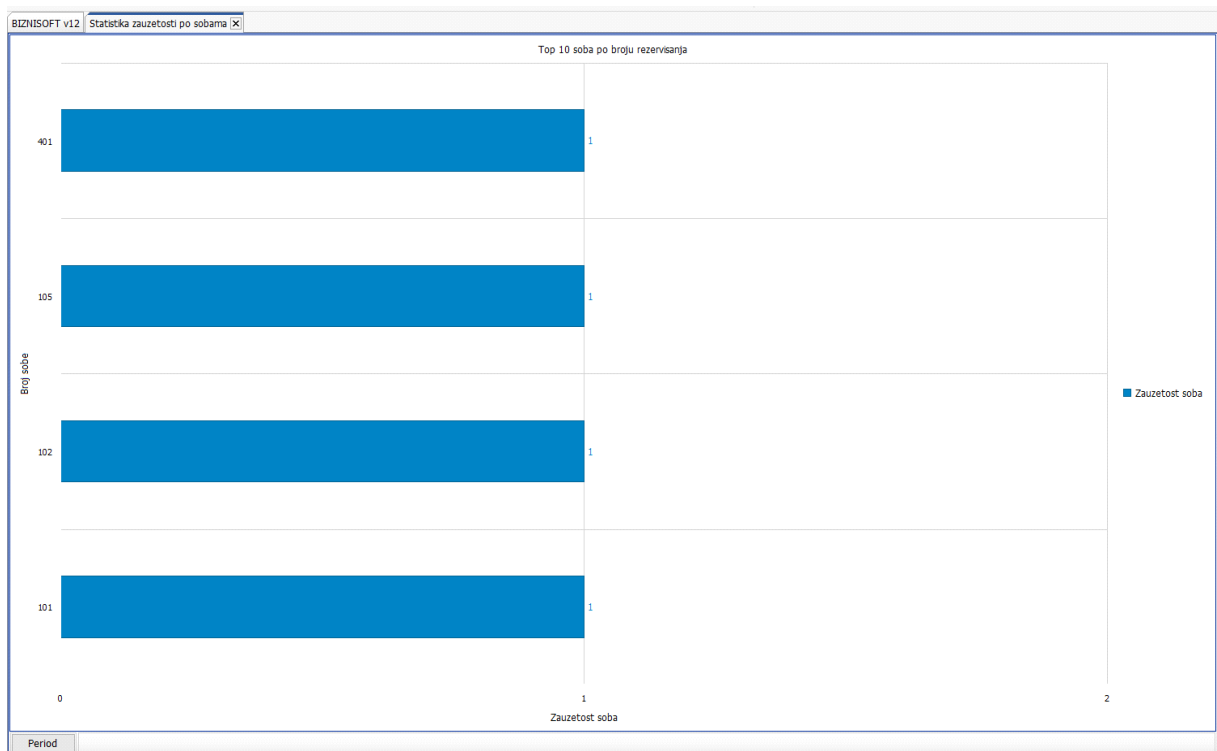 BIZNISOFT v12 Statistika zauzetosti po sobama
Top 10 soba po broju rezervisanja
401
1
105
1
Broj sobe
Zauzetost soba
102
1
101
1
0 1 2
Zauzetost soba
Period